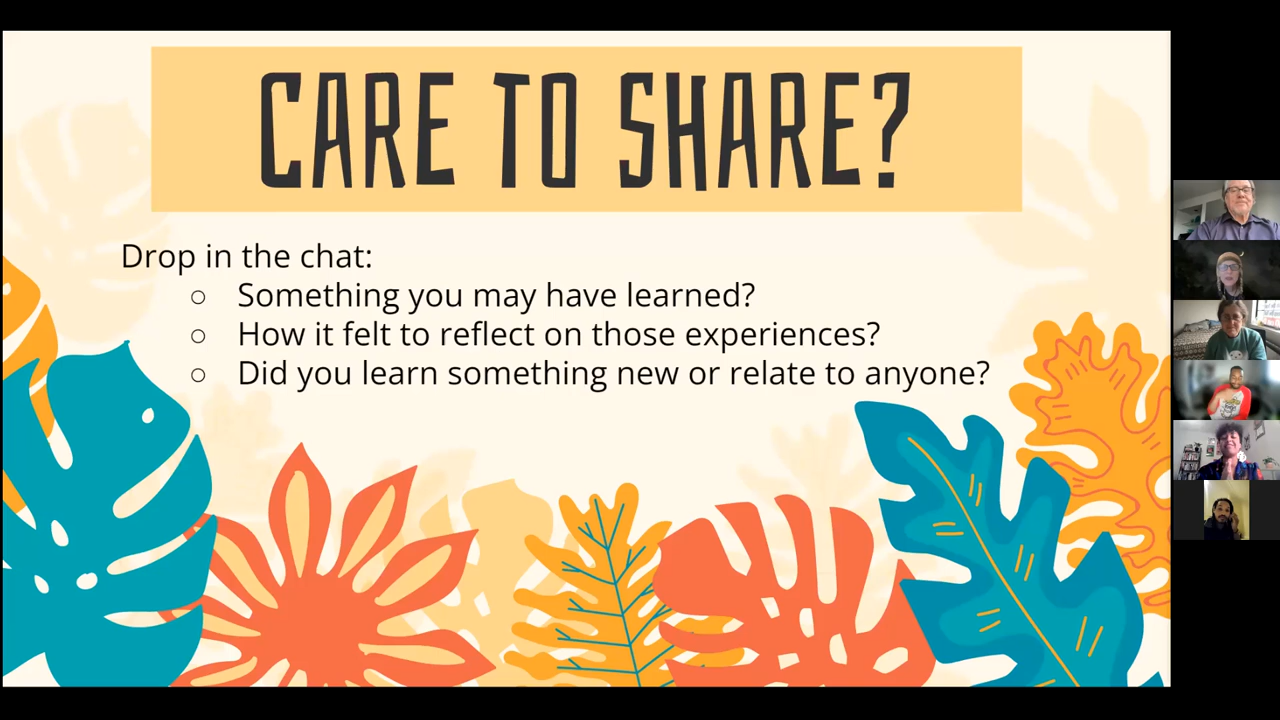 CARE TO SHARE?
Drop in the chat:
○ Something you may have learned?
○ How it felt to reflect on those experiences?
○ Did you learn something new or relate to anyone?